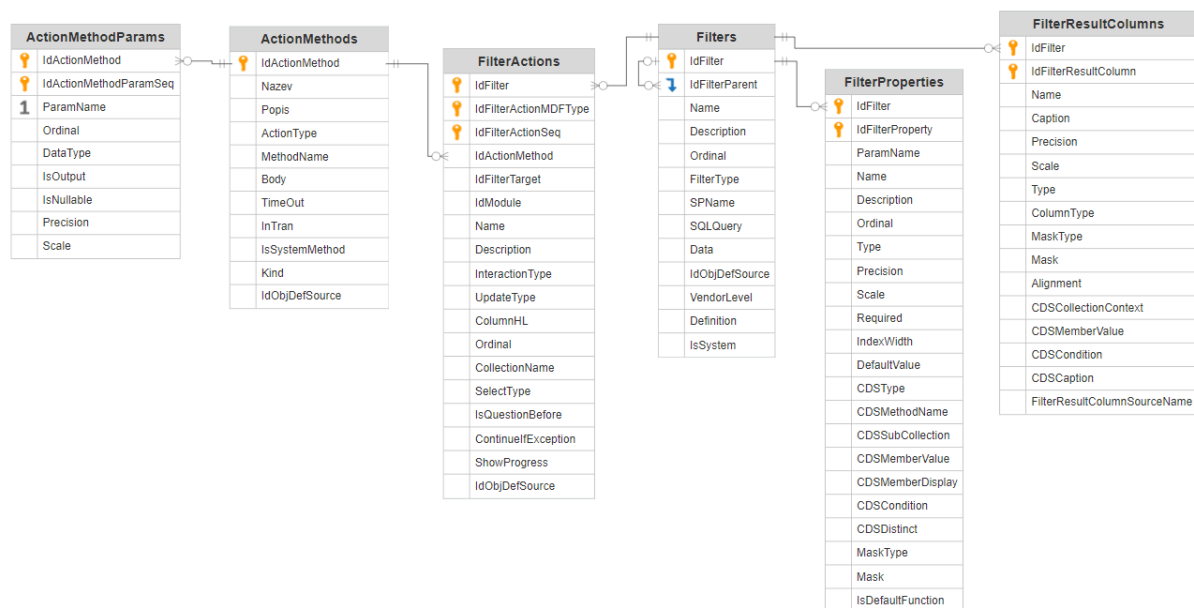 ActionMethodParams
IdActionMethod
IdActionMethodParamSeq
1 ParamName
Ordinal
DataType
IsOutput
IsNullable
Precision
Scale
ActionMethods
IdActionMethod
Nazev
Popis
ActionType
MethodName
Body
TimeOut
InTran
IsSystemMethod
Kind
IdObjDefSource
FilterActions
IdFilter
IdFilterActionMDFType
IdFilterActionSeq
IdActionMethod
IdFilterTarget
IdModule
Name
Description
InteractionType
UpdateType
ColumnHL
Ordinal
CollectionName
SelectType
IsQuestionBefore
ContinueIfException
ShowProgress
IdObjDefSource
Filters
IdFilter
IdFilterParent
Name
Description
Ordinal
FilterType
SPName
SQLQuery
Data
IdObjDefSource
VendorLevel
Definition
IsSystem
FilterProperties
IdFilter
IdFilterProperty
ParamName
Name
Description
Ordinal
Type
Precision
Scale
Required
IndexWidth
DefaultValue
CDSType
CDSMethodName
CDSSubCollection
CDSMemberValue
CDSMemberDisplay
CDSCondition
CDSDistinct
MaskType
Mask
IsDefaultFunction
FilterResultColumns
IdFilter
IdFilterResultColumn
Name
Caption
Precision
Scale
Type
ColumnType
MaskType
Mask
Alignment
CDSCollectionContext
CDSMemberValue
CDSCondition
CDSCaption
FilterResultColumnSourceName